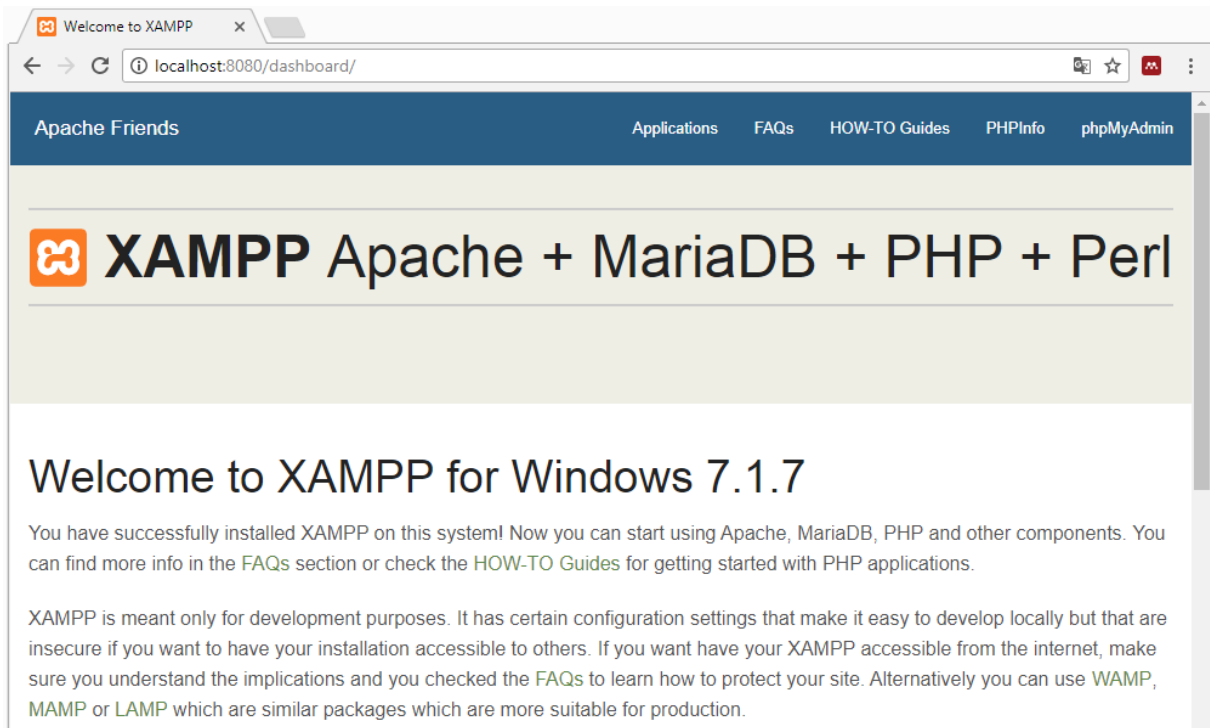 Welcome to XAMPP
localhost:8080/dashboard/
Apache Friends
Applications FAQs HOW-TO Guides PHPInfo phpMyAdmin
XAMPP Apache + MariaDB + PHP + Perl
Welcome to XAMPP for Windows 7.1.7
You have successfully installed XAMPP on this system! Now you can start using Apache, MariaDB, PHP and other components. You
can find more info in the FAQs section or check the HOW-TO Guides for getting started with PHP applications.
XAMPP is meant only for development purposes. It has certain configuration settings that make it easy to develop locally but that are
insecure if you want to have your installation accessible to others. If you want have your XAMPP accessible from the internet, make
sure you understand the implications and you checked the FAQs to learn how to protect your site. Alternatively you can use WAMP,
MAMP or LAMP which are similar packages which are more suitable for production.